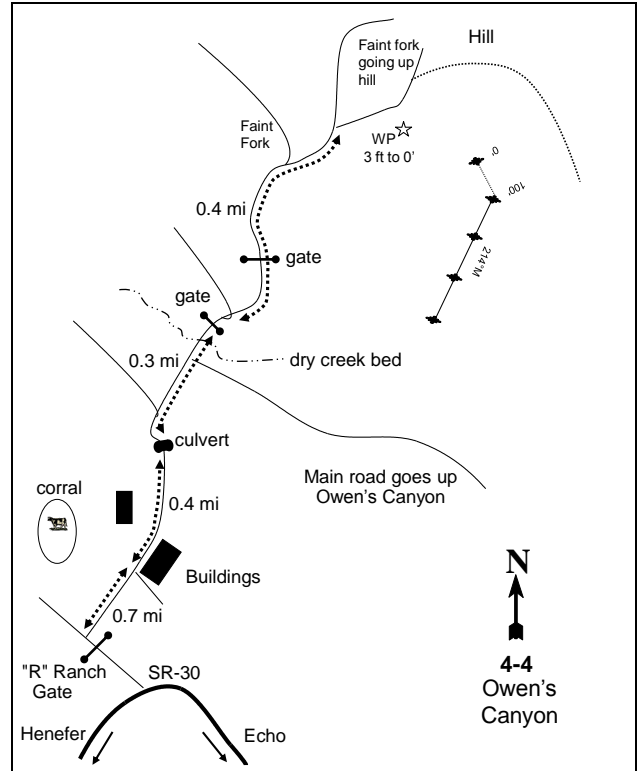 Hill
Faint fork
going up
hill
Faint
Fork
WP
3 ft to 0'
0'
100'
214°M
0.4 mi
gate
gate
0.3 mi
dry creek bed
culvert
Main road goes up
Owen's Canyon
corral
0.4 mi
Buildings
0.7 mi
"R" Ranch
Gate
SR-30
Henefer
Echo
N
4-4
Owen's
Canyon